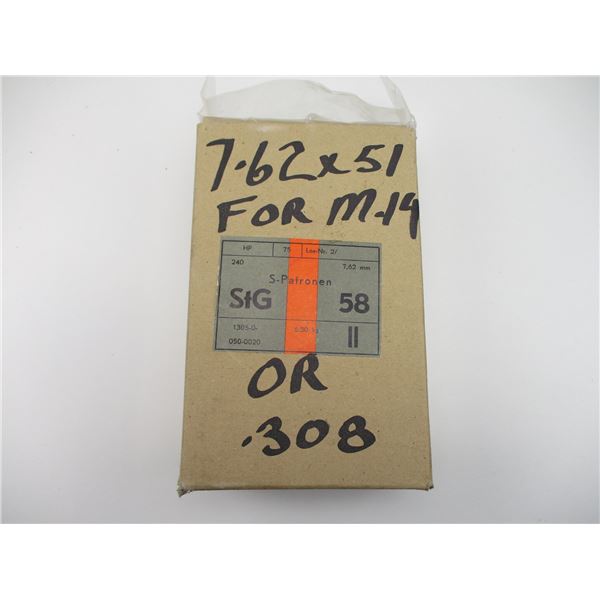 7.62x51
FOR M-14
HP 75 Los-Nr. 2/
240 7,62 mm
S-Patronen
StG 58
1305-0-
050-0020
II
OR
.308